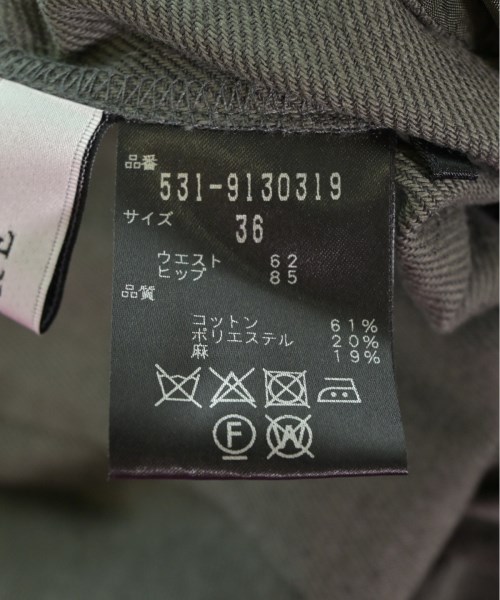 品番
531-9130319
サイズ
36
ウエスト 62
ヒップ 85
品質
コットン 61%
ポリエステル 20%
麻 19%
F W